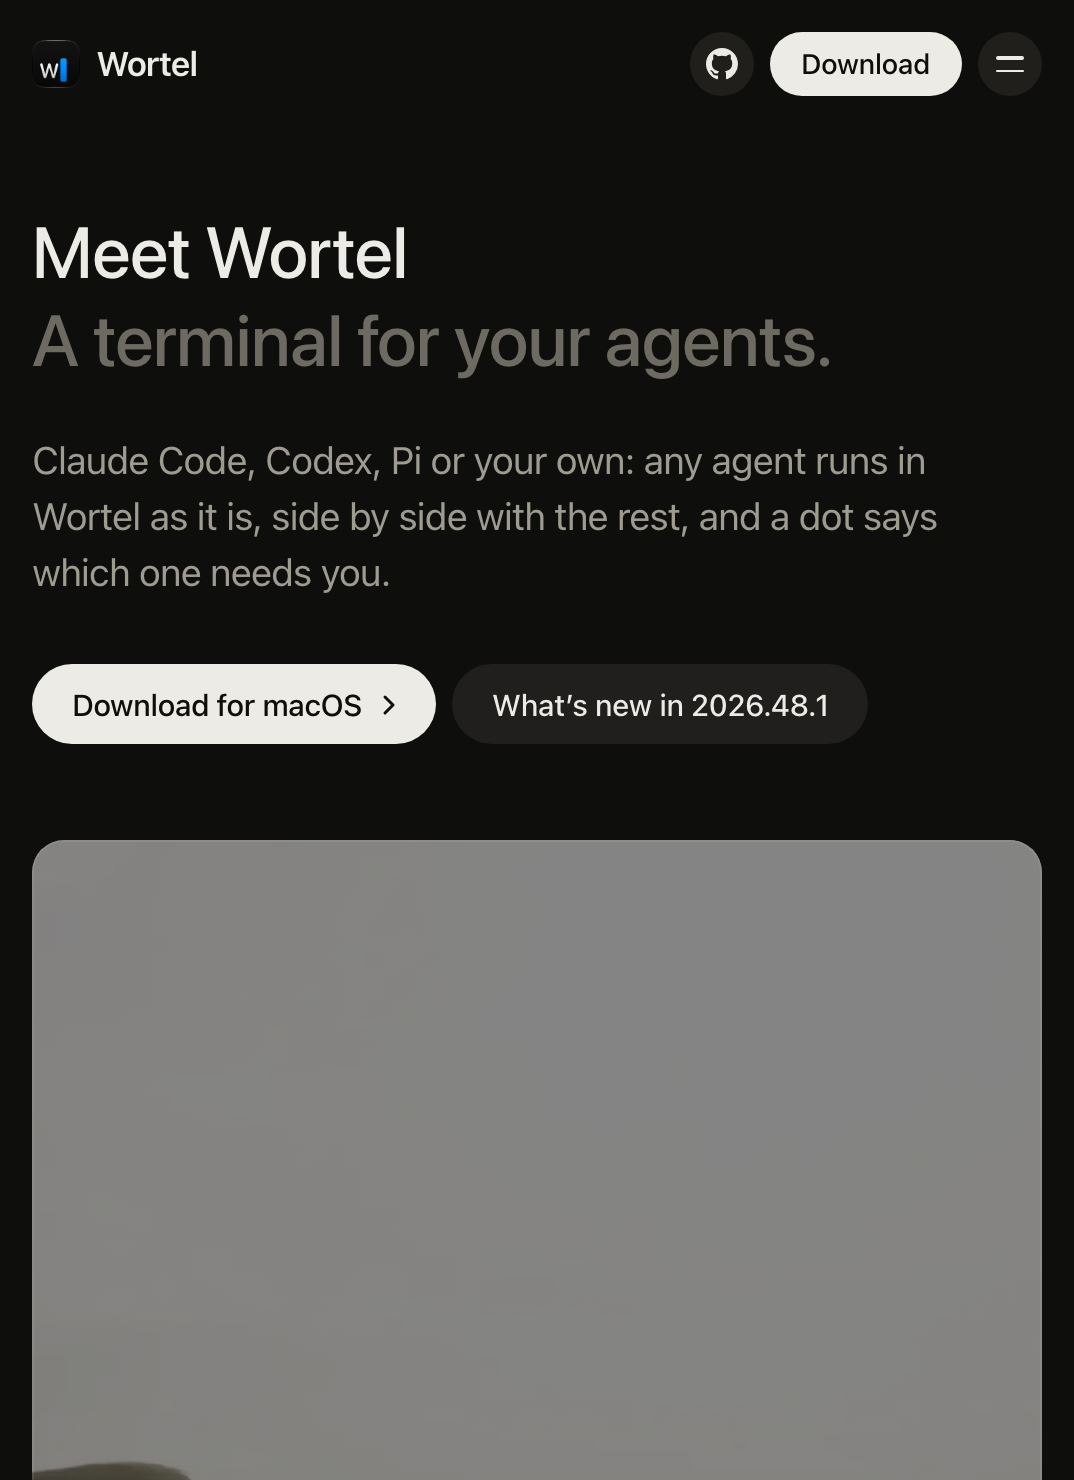 Wl
Wortel
Download
Meet Wortel
A terminal for your agents.
Claude Code, Codex, Pi or your own: any agent runs in
Wortel as it is, side by side with the rest, and a dot says
which one needs you.
Download for macOS
What’s new in 2026.48.1